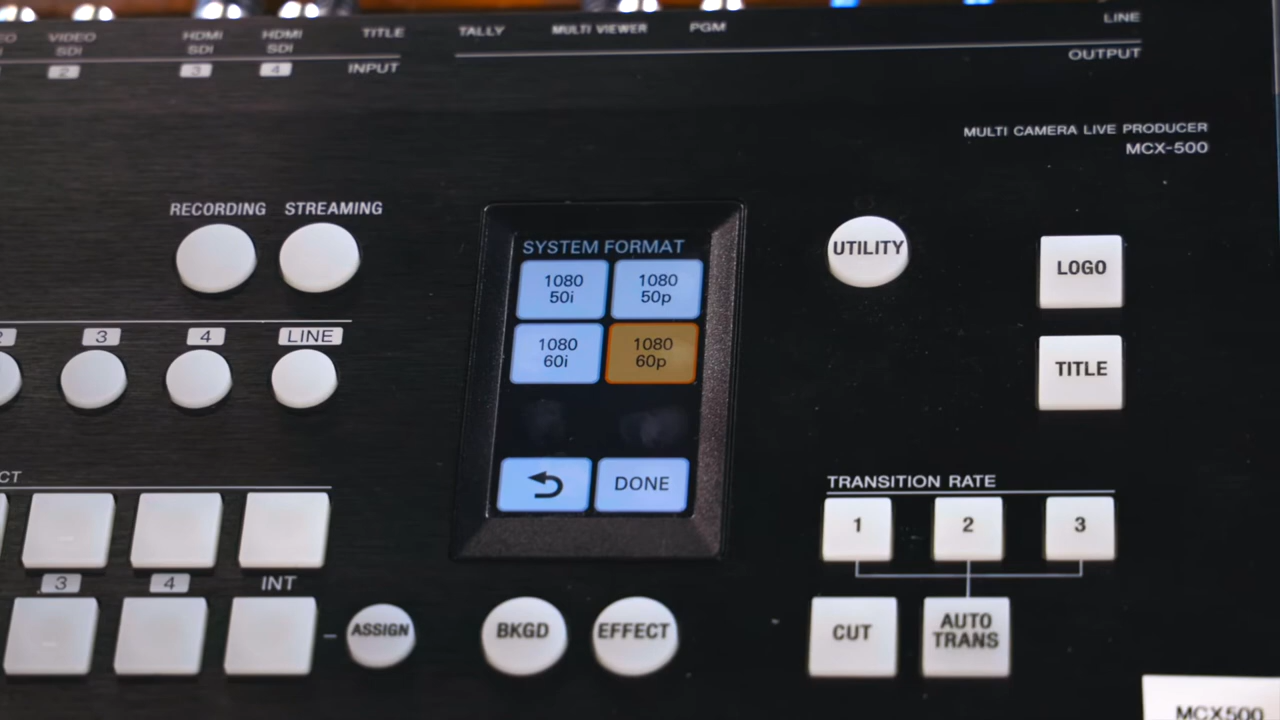 VIDEO
SDI
2
HDMI
SDI
3
HDMI
SDI
4
TITLE
INPUT
TALLY
MULTI VIEWER
PGM
LINE
OUTPUT
MULTI CAMERA LIVE PRODUCER
MCX-500
RECORDING
STREAMING
SYSTEM FORMAT
1080
50i
1080
50p
1080
60i
1080
60p
DONE
UTILITY
LOGO
TITLE
3
4
LINE
TRANSITION RATE
1
2
3
3
4
INT
ASSIGN
BKGD
EFFECT
CUT
AUTO
TRANS
MCX500